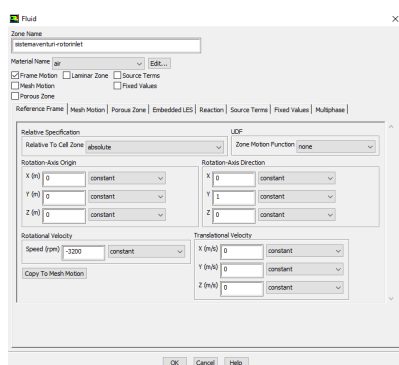 Fluid
Zone Name
sistemaventuri-rotorinlet
Material Name air Edit...
Frame Motion Laminar Zone Source Terms
Mesh Motion Fixed Values
Porous Zone
Reference Frame Mesh Motion Porous Zone Embedded LES Reaction Source Terms Fixed Values Multiphase
Relative Specification UDF
Relative To Cell Zone absolute Zone Motion Function none
Rotation-Axis Origin Rotation-Axis Direction
X (m) 0 constant X 0 constant
Y (m) 0 constant Y 1 constant
Z (m) 0 constant Z 0 constant
Rotational Velocity Translational Velocity
Speed (rpm) -3200 constant X (m/s) 0 constant
Copy To Mesh Motion Y (m/s) 0 constant
Z (m/s) 0 constant
OK Cancel Help